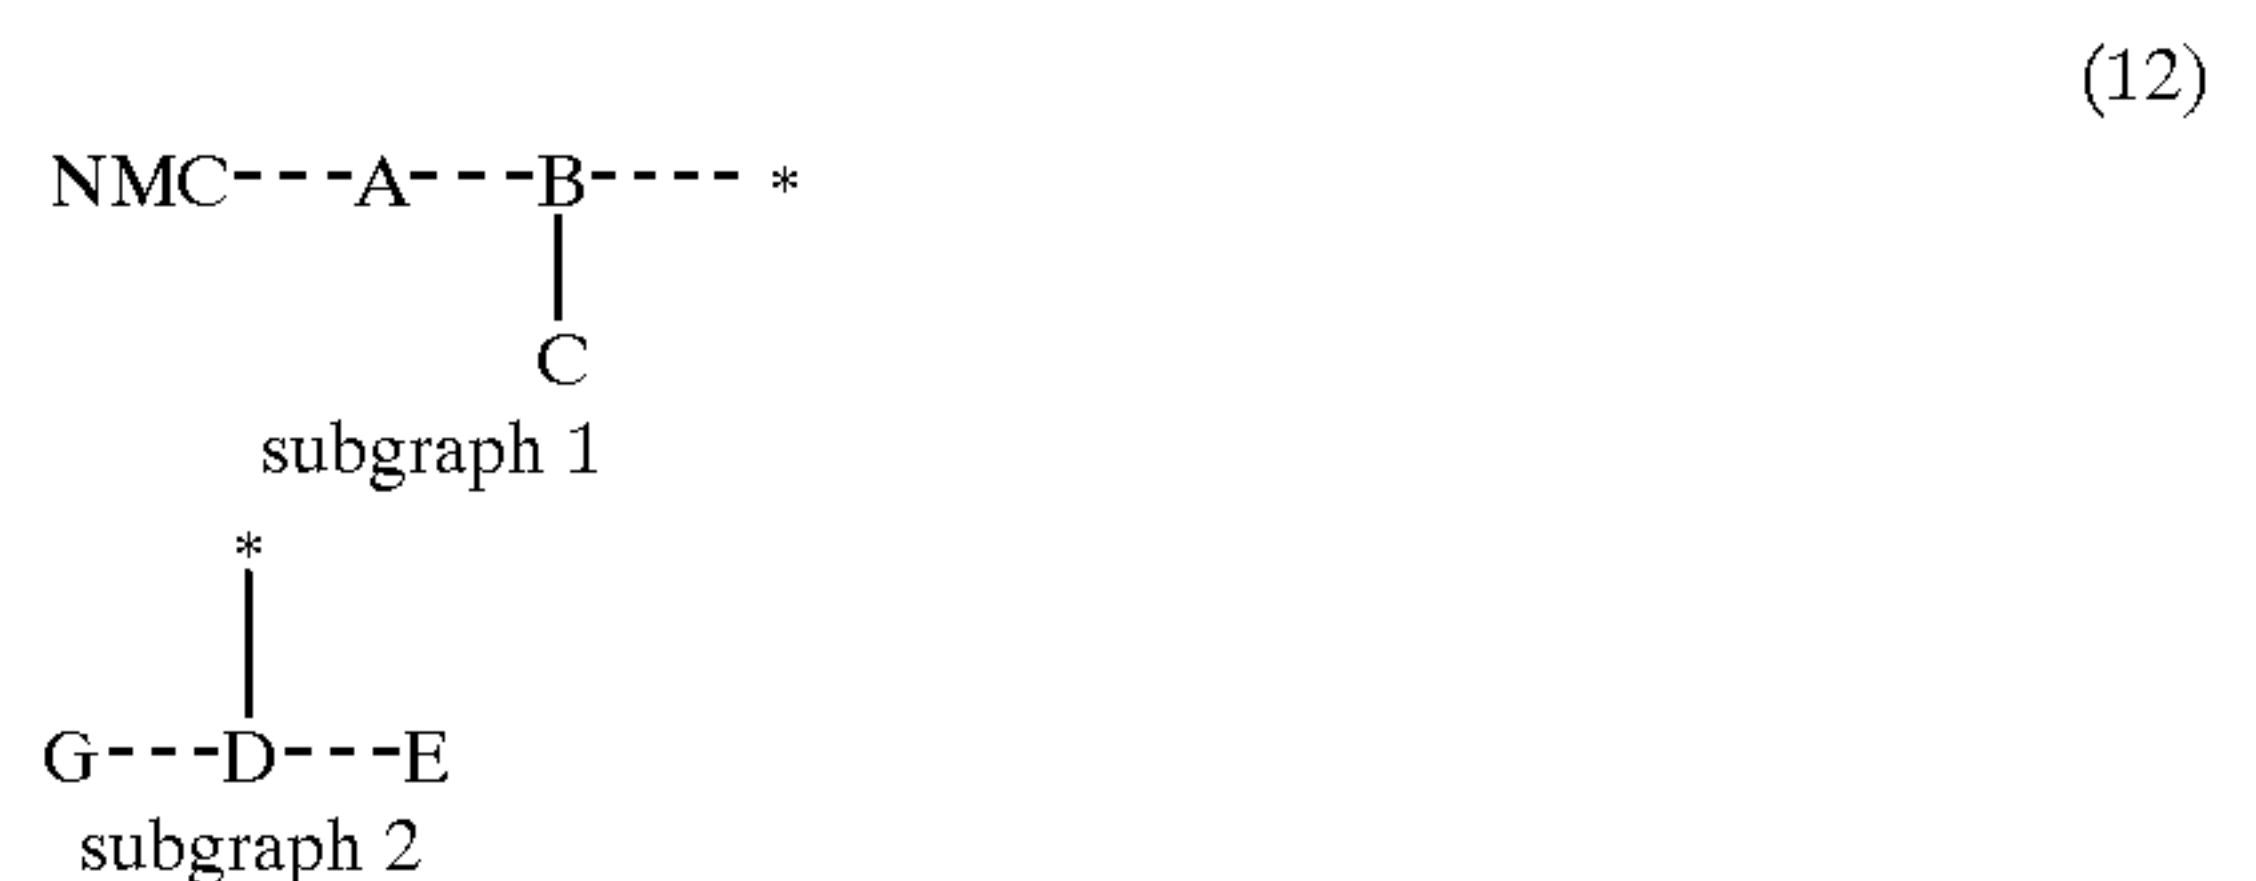 (12)
NMC---A---B---- *
C
subgraph 1
*
G---D---E
subgraph 2